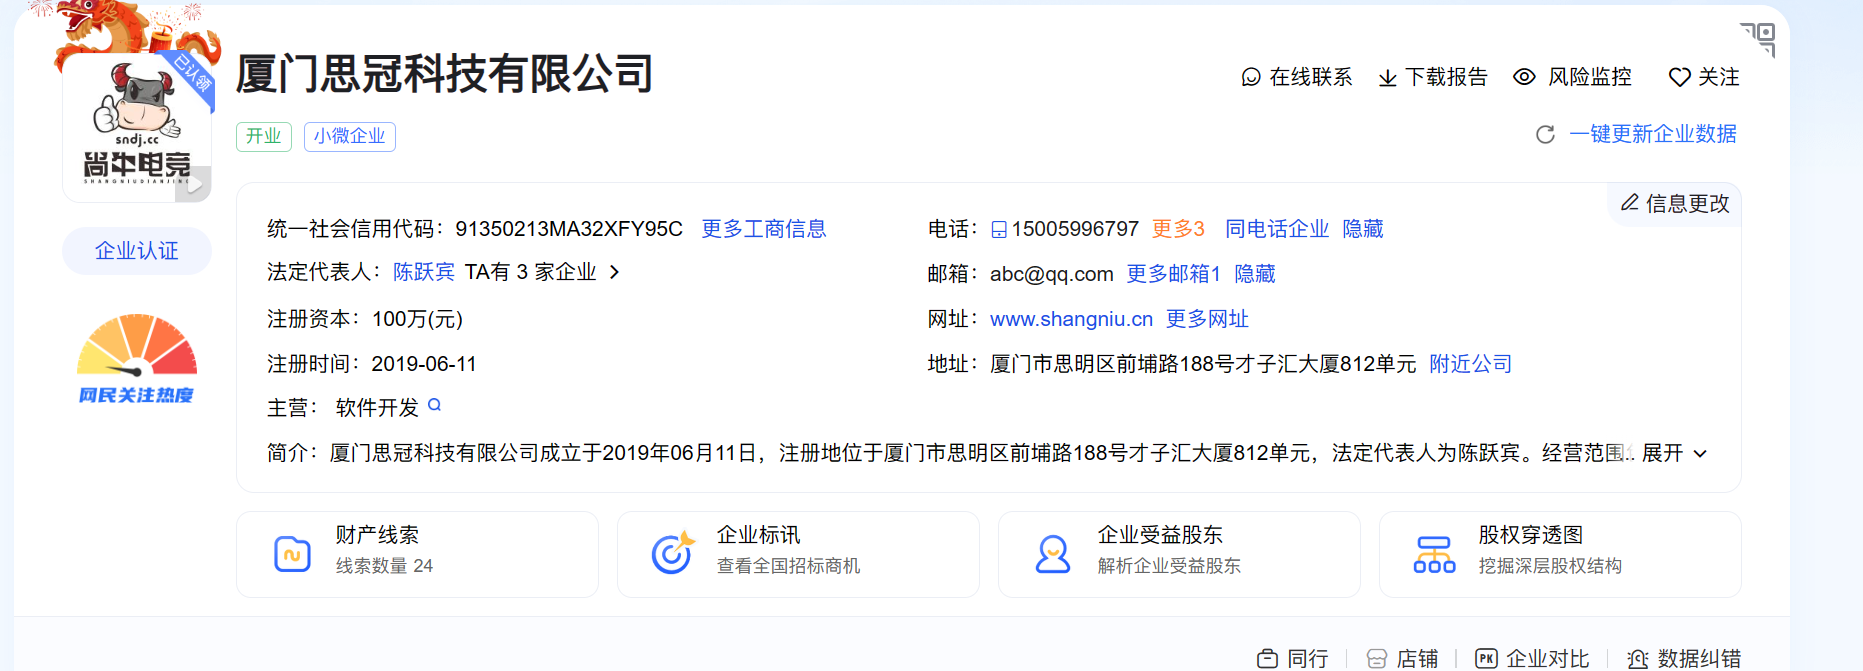 已认领
sndj.cc
尚牛电竞
SHANGNIUDIANJING
厦门思冠科技有限公司
在线联系 下载报告 风险监控 关注
开业 小微企业
一键更新企业数据
信息更改
企业认证
网民关注热度
统一社会信用代码：91350213MA32XFY95C 更多工商信息
电话：15005996797 更多3 同电话企业 隐藏
法定代表人：陈跃宾 TA有 3 家企业
邮箱：abc@qq.com 更多邮箱1 隐藏
注册资本：100万(元)
网址：www.shangniu.cn 更多网址
注册时间：2019-06-11
地址：厦门市思明区前埔路188号才子汇大厦812单元 附近公司
主营：软件开发
简介：厦门思冠科技有限公司成立于2019年06月11日，注册地位于厦门市思明区前埔路188号才子汇大厦812单元，法定代表人为陈跃宾。经营范围.. 展开
财产线索
线索数量 24
企业标讯
查看全国招标商机
企业受益股东
解析企业受益股东
股权穿透图
挖掘深层股权结构
同行 店铺 PK 企业对比 数据纠错